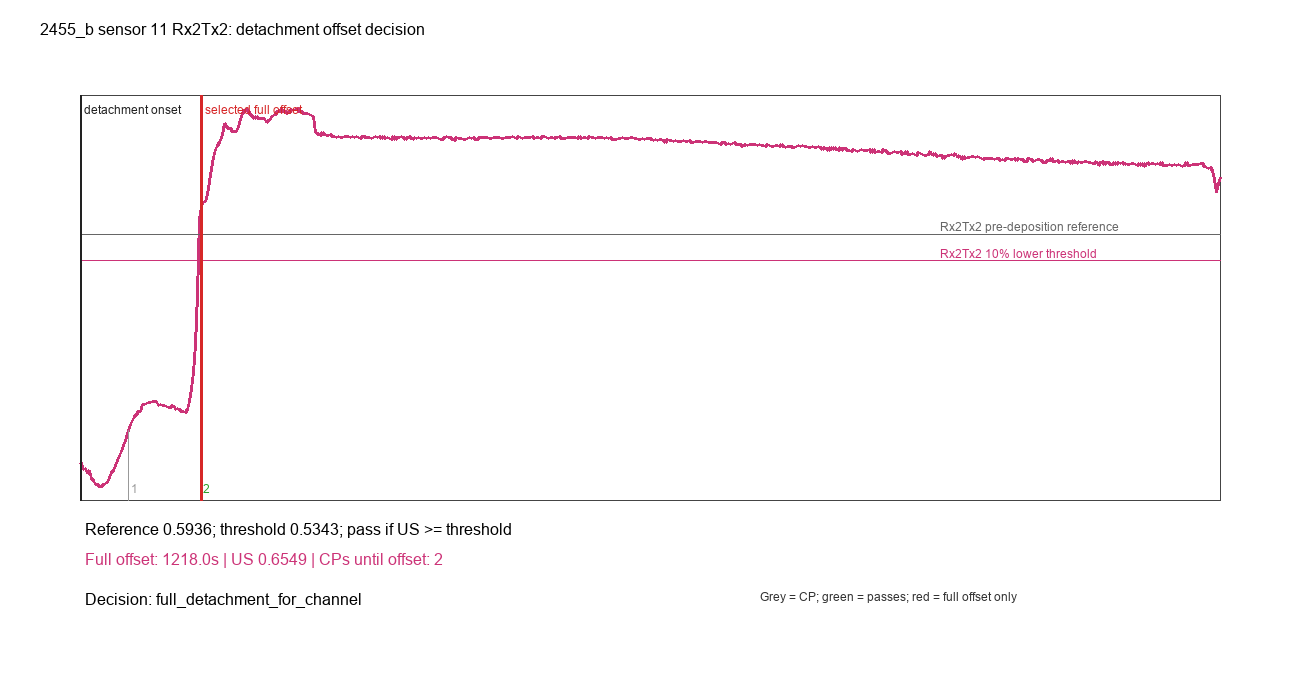 2455_b sensor 11 Rx2Tx2: detachment offset decision
detachment onset
selected full offset
Rx2Tx2 pre-deposition reference
Rx2Tx2 10% lower threshold
1
2
Reference 0.5936; threshold 0.5343; pass if US >= threshold
Full offset: 1218.0s | US 0.6549 | CPs until offset: 2
Decision: full_detachment_for_channel
Grey = CP; green = passes; red = full offset only